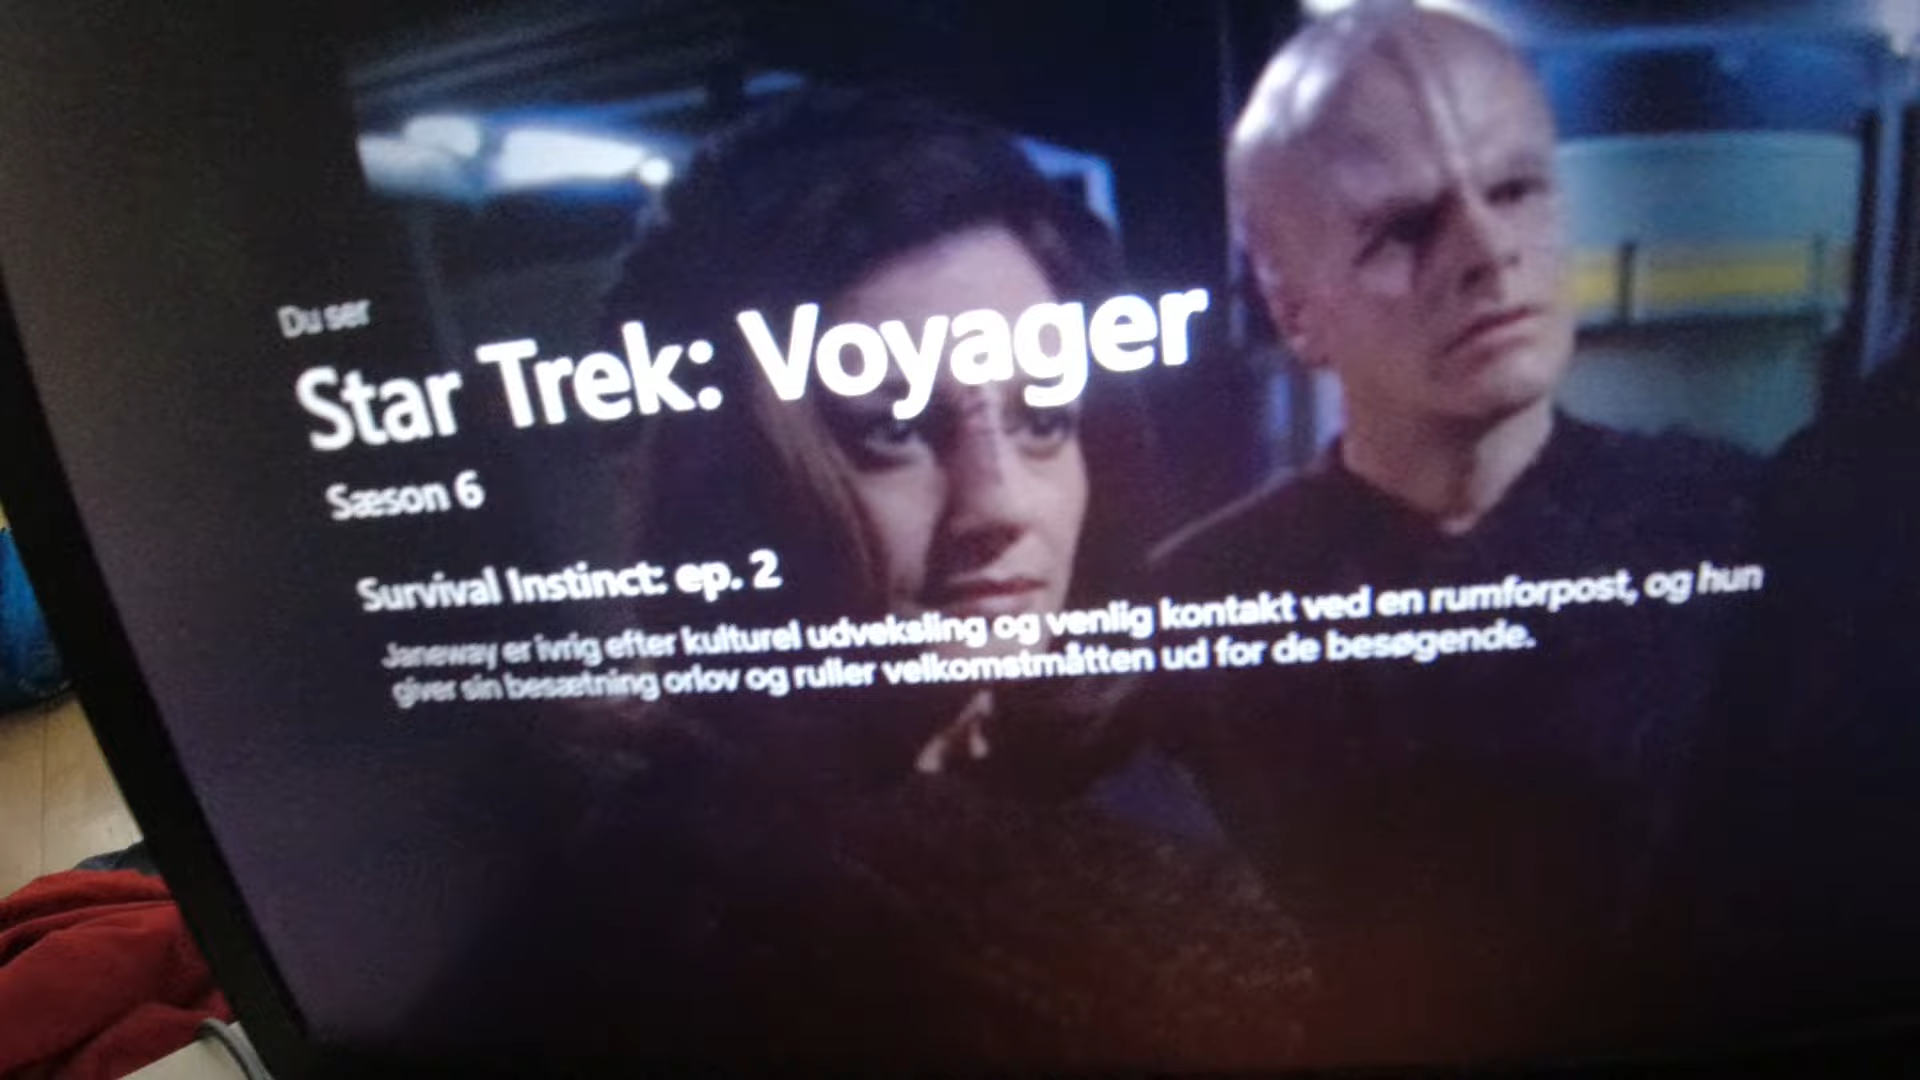 Du ser
Star Trek: Voyager
Sæson 6
Survival Instinct: ep. 2
Janeway er ivrig efter kulturel udveksling og venlig kontakt ved en rumforpost, og hun
giver sin besætning orlov og ruller velkomstmåtten ud for de besøgende.